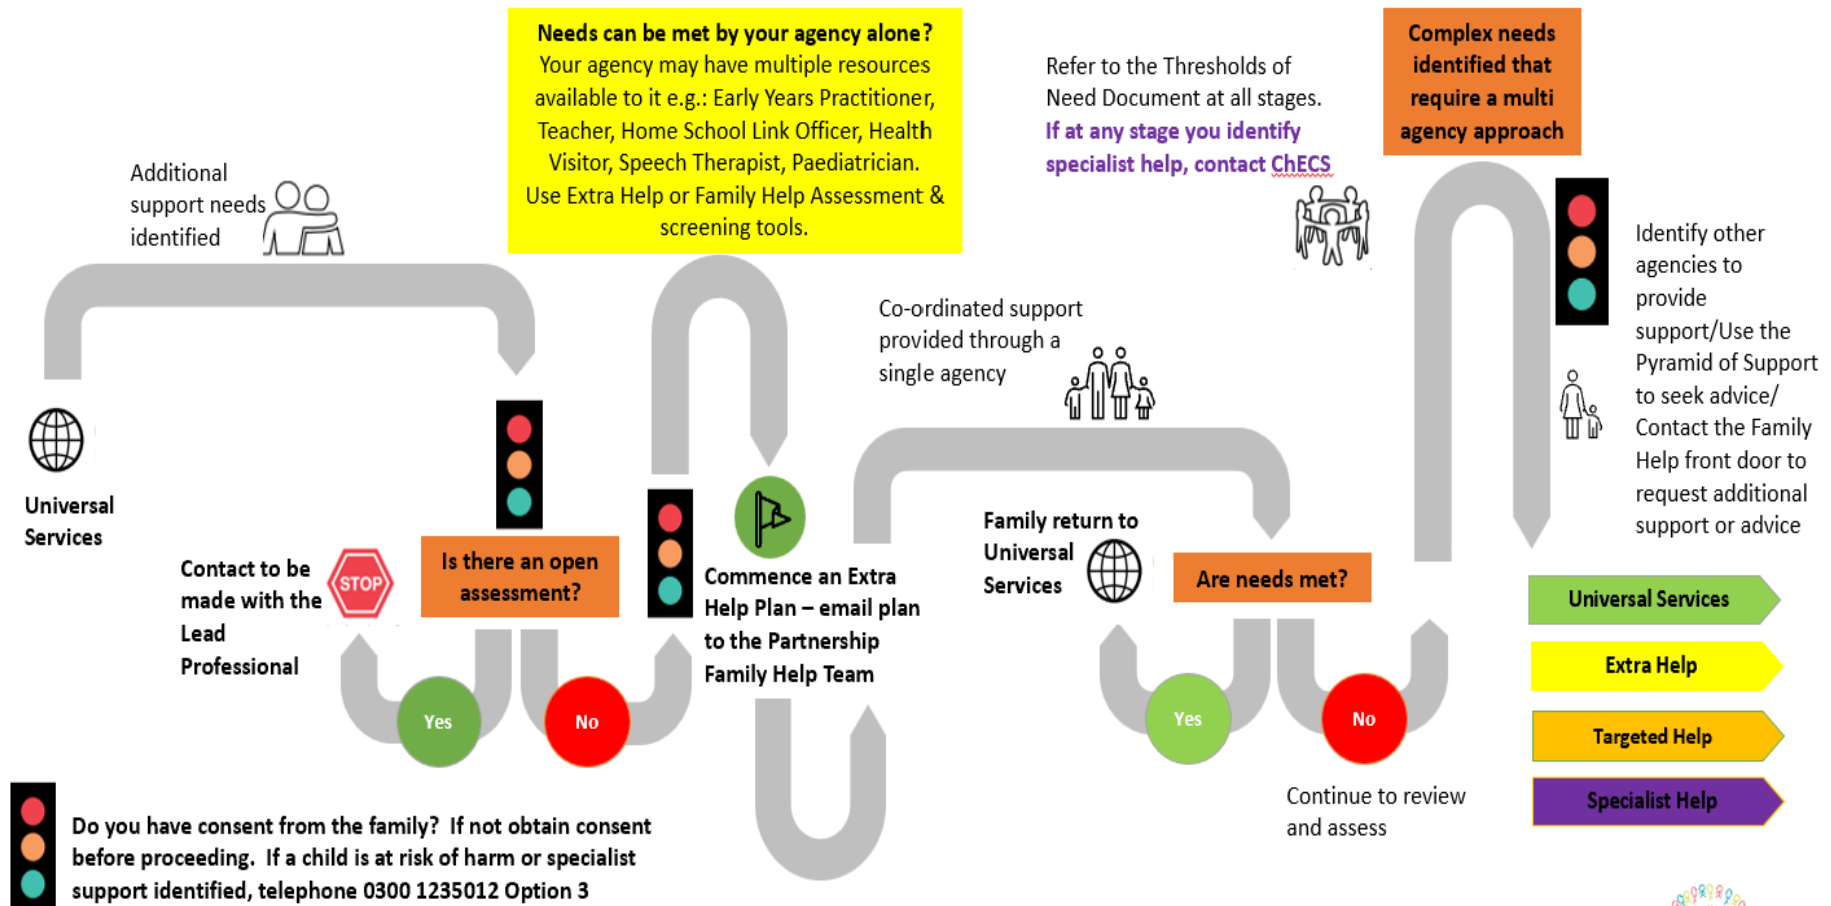 Needs can be met by your agency alone?
Your agency may have multiple resources
available to it e.g.: Early Years Practitioner,
Teacher, Home School Link Officer, Health
Visitor, Speech Therapist, Paediatrician.
Use Extra Help or Family Help Assessment &
screening tools.
Refer to the Thresholds of
Need Document at all stages.
If at any stage you identify
specialist help, contact ChECS
Complex needs
identified that
require a multi
agency approach
Additional
support needs
identified
Identify other
agencies to
provide
support/Use the
Pyramid of Support
to seek advice/
Contact the Family
Help front door to
request additional
support or advice
Co-ordinated support
provided through a
single agency
Universal
Services
Contact to be
made with the
Lead
Professional
STOP
Is there an open
assessment?
Commence an Extra
Help Plan – email plan
to the Partnership
Family Help Team
Family return to
Universal
Services
Are needs met?
Universal Services
Extra Help
Targeted Help
Specialist Help
Yes
No
Yes
No
Continue to review
and assess
Do you have consent from the family? If not obtain consent
before proceeding. If a child is at risk of harm or specialist
support identified, telephone 0300 1235012 Option 3